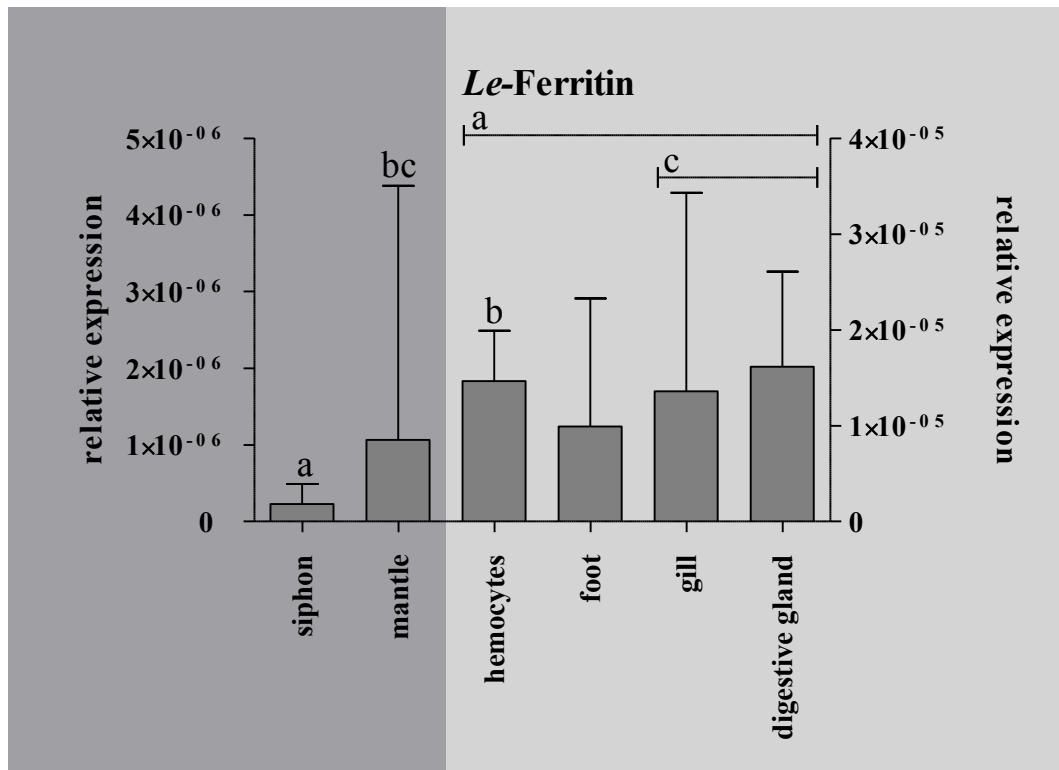 Le-Ferritin
a
5×10⁻⁰⁶
4×10⁻⁰⁵
bc
c
4×10⁻⁰⁶
3×10⁻⁰⁵
3×10⁻⁰⁶
b
2×10⁻⁰⁵
2×10⁻⁰⁶
1×10⁻⁰⁶
1×10⁻⁰⁵
a
0
0
relative expression
relative expression
siphon
mantle
hemocytes
foot
gill
digestive gland